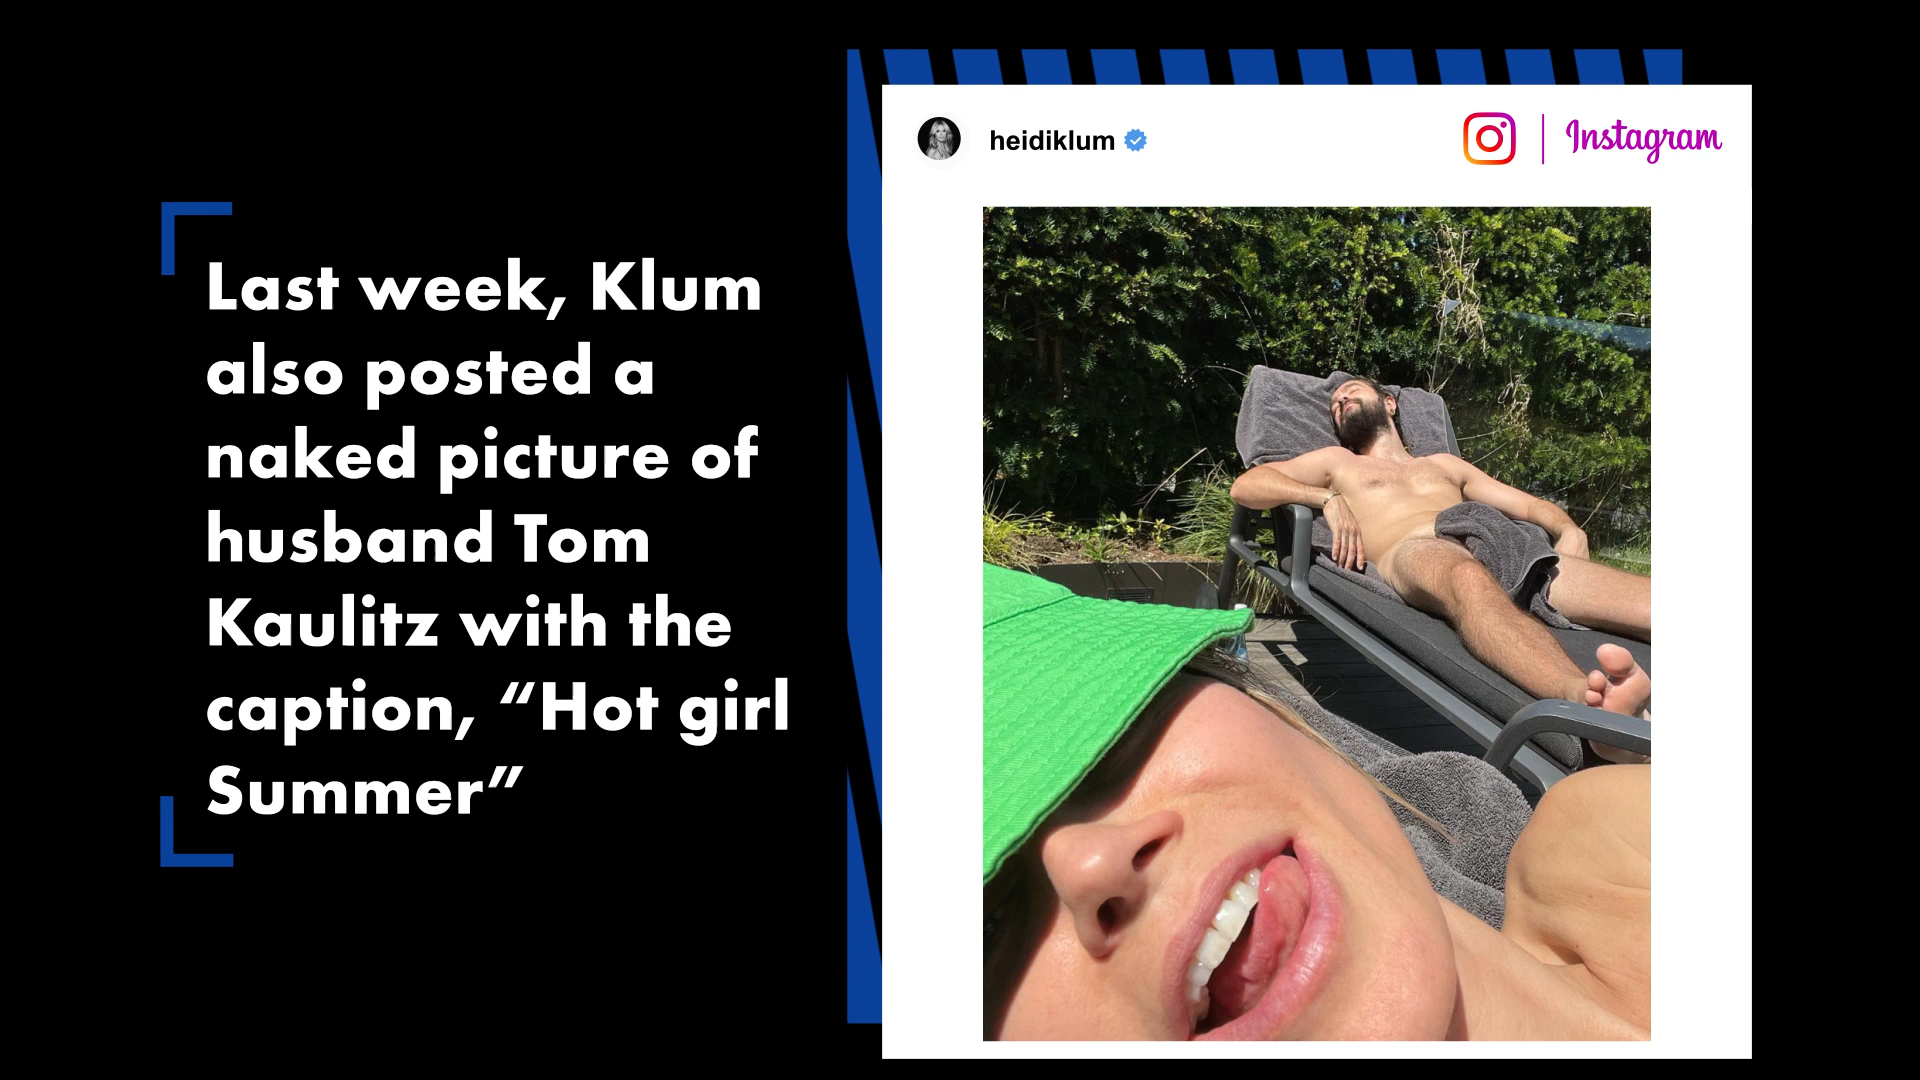 Last week, Klum
also posted a
naked picture of
husband Tom
Kaulitz with the
caption, “Hot girl
Summer”
heidiklum
Instagram